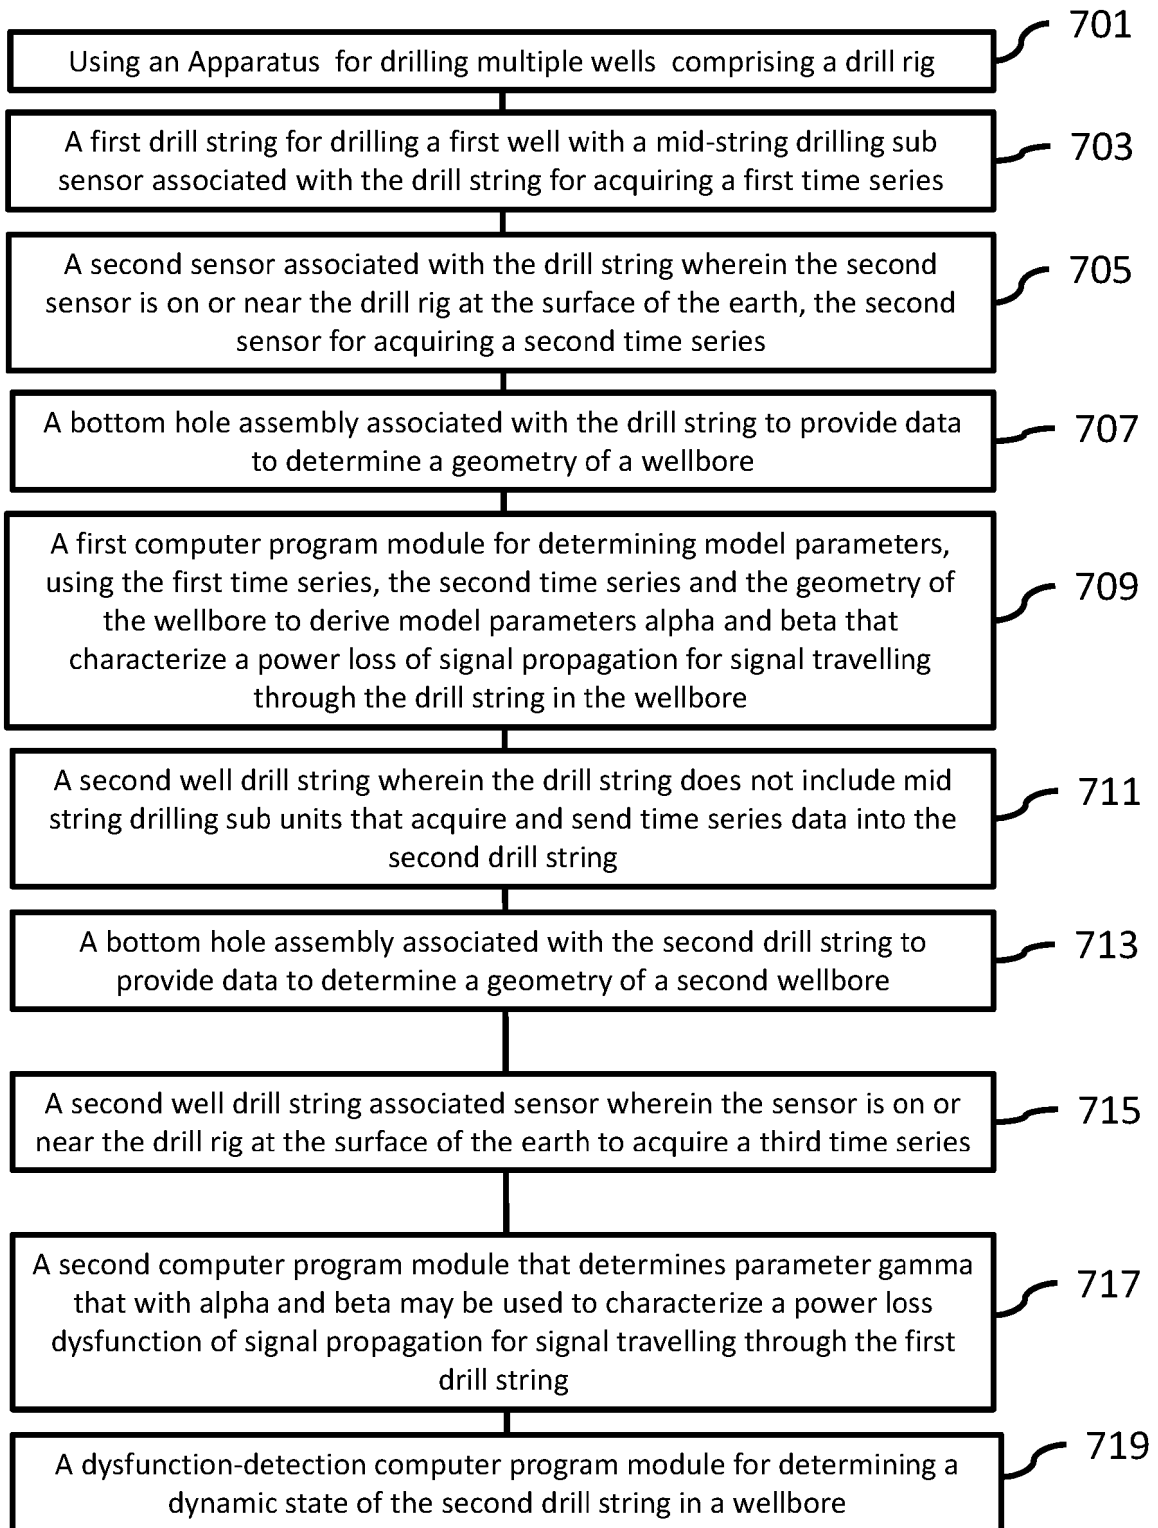 701
Using an Apparatus for drilling multiple wells comprising a drill rig
A first drill string for drilling a first well with a mid-string drilling sub
sensor associated with the drill string for acquiring a first time series
703
A second sensor associated with the drill string wherein the second
sensor is on or near the drill rig at the surface of the earth, the second
sensor for acquiring a second time series
705
A bottom hole assembly associated with the drill string to provide data
to determine a geometry of a wellbore
707
A first computer program module for determining model parameters,
using the first time series, the second time series and the geometry of
the wellbore to derive model parameters alpha and beta that
characterize a power loss of signal propagation for signal travelling
through the drill string in the wellbore
709
A second well drill string wherein the drill string does not include mid
string drilling sub units that acquire and send time series data into the
second drill string
711
A bottom hole assembly associated with the second drill string to
provide data to determine a geometry of a second wellbore
713
A second well drill string associated sensor wherein the sensor is on or
near the drill rig at the surface of the earth to acquire a third time series
715
A second computer program module that determines parameter gamma
that with alpha and beta may be used to characterize a power loss
dysfunction of signal propagation for signal travelling through the first
drill string
717
A dysfunction-detection computer program module for determining a
dynamic state of the second drill string in a wellbore
719